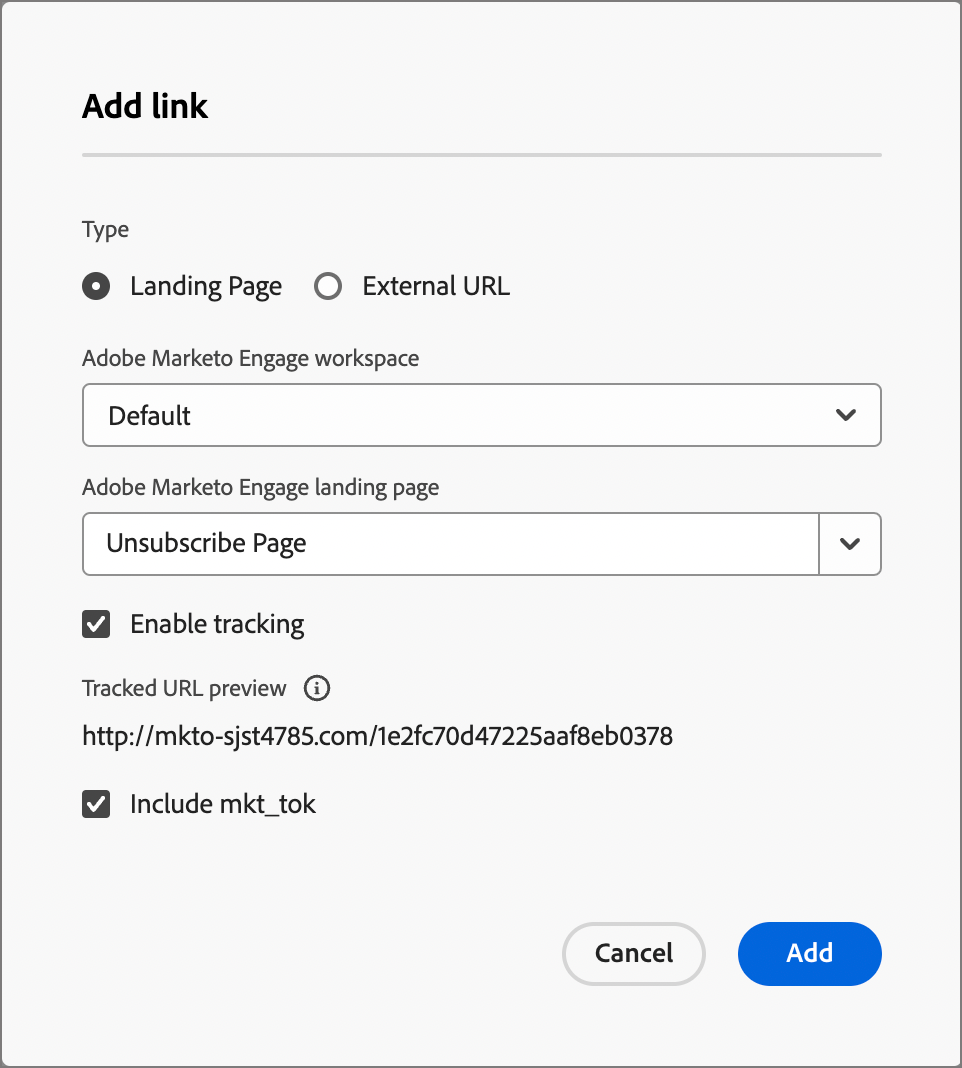 Add link
Type
Landing Page External URL
Adobe Marketo Engage workspace
Default
Adobe Marketo Engage landing page
Unsubscribe Page
Enable tracking
Tracked URL preview
http://mkto-sjst4785.com/1e2fc70d47225aaf8eb0378
Include mkt_tok
Cancel Add